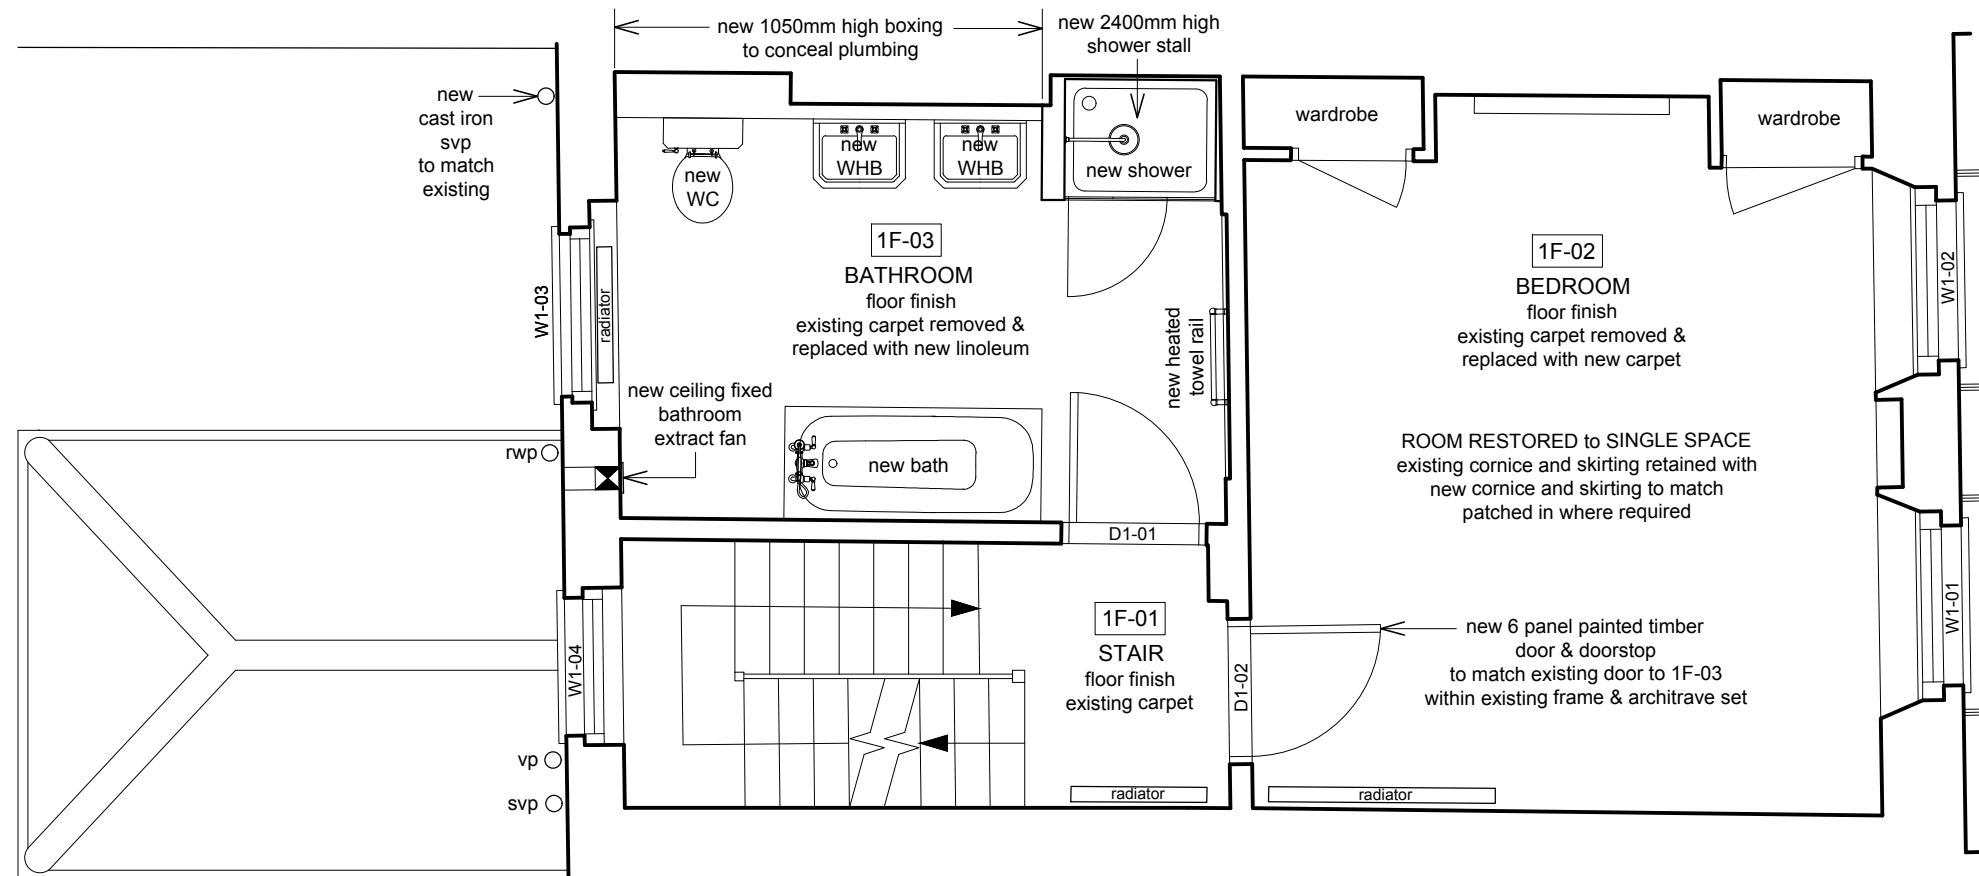 new 1050mm high boxing
to conceal plumbing
new 2400mm high
shower stall
new
cast iron
svp
to match
existing
new
WC
new
WHB
new
WHB
new shower
wardrobe
wardrobe
1F-03
BATHROOM
floor finish
existing carpet removed &
replaced with new linoleum
W1-03
radiator
new heated
towel rail
new ceiling fixed
bathroom
extract fan
rwp
new bath
D1-01
1F-02
BEDROOM
floor finish
existing carpet removed &
replaced with new carpet
W1-02
ROOM RESTORED to SINGLE SPACE
existing cornice and skirting retained with
new cornice and skirting to match
patched in where required
W1-01
1F-01
STAIR
floor finish
existing carpet
W1-04
D1-02
new 6 panel painted timber
door & doorstop
to match existing door to 1F-03
within existing frame & architrave set
vp
svp
radiator
radiator